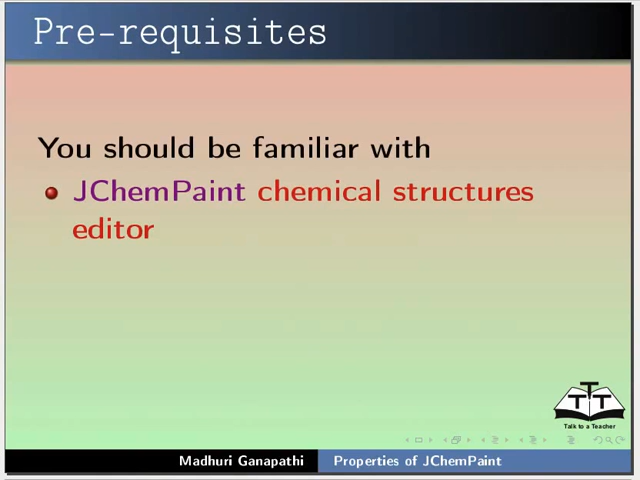 Pre-requisites
You should be familiar with
JChemPaint chemical structures
editor
TTT
Talk to a Teacher
Madhuri Ganapathi Properties of JChemPaint